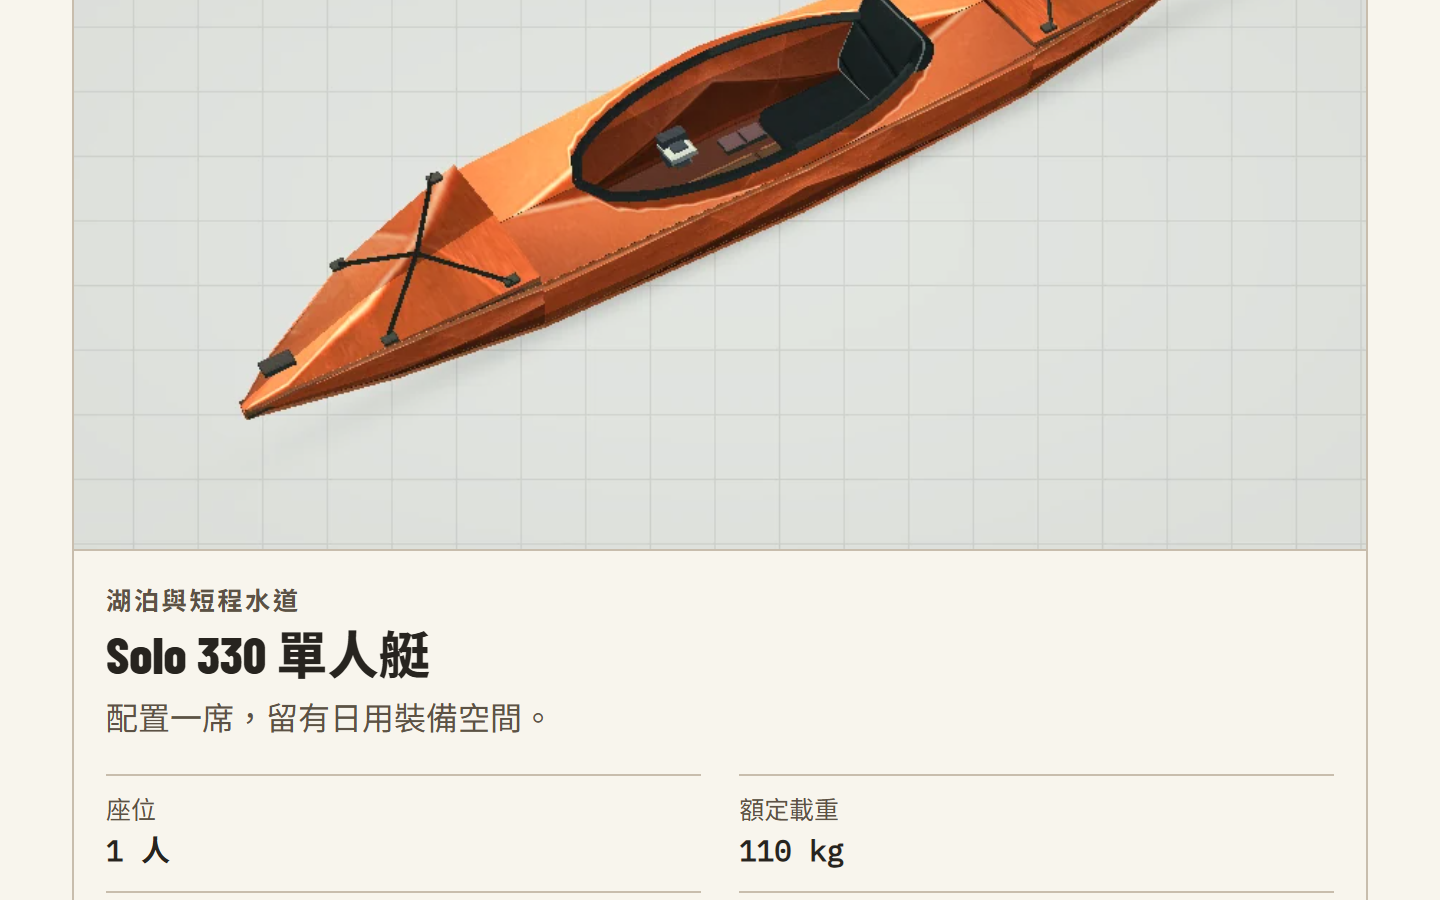 湖泊與短程水道
Solo 330 單人艇
配置一席，留有日用裝備空間。
座位
1 人
額定載重
110 kg